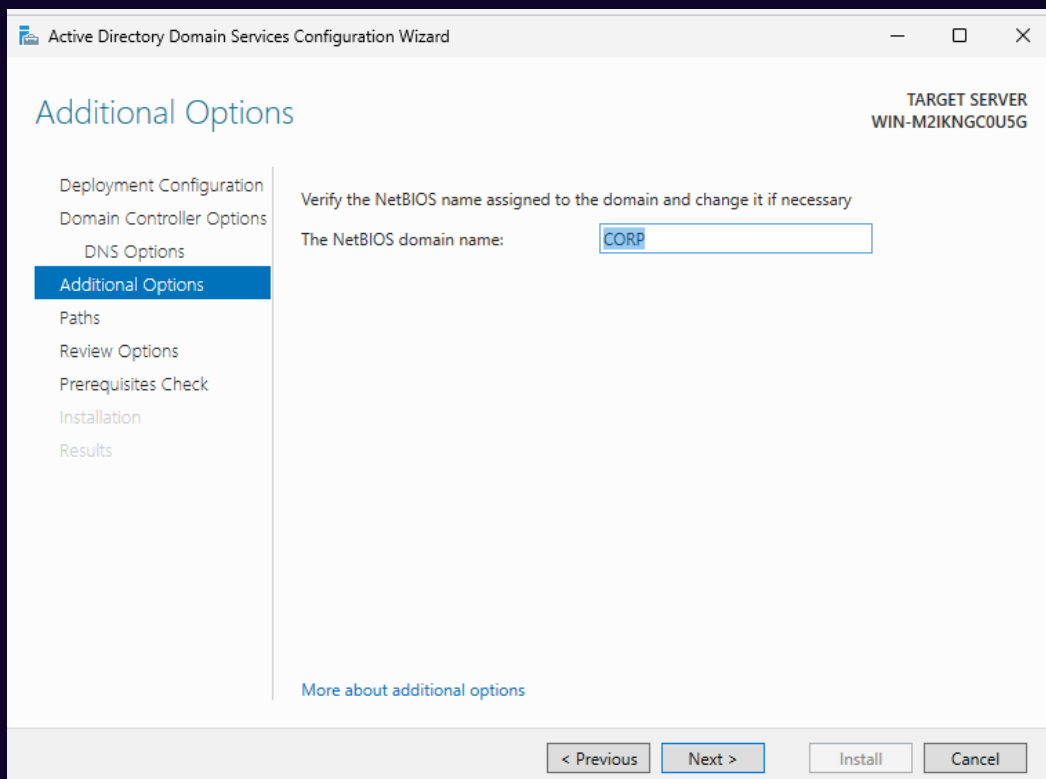 Active Directory Domain Services Configuration Wizard
Additional Options
TARGET SERVER
WIN-M2IKNGC0U5G
Deployment Configuration
Domain Controller Options
DNS Options
Additional Options
Paths
Review Options
Prerequisites Check
Installation
Results
Verify the NetBIOS name assigned to the domain and change it if necessary
The NetBIOS domain name: CORP
More about additional options
< Previous Next > Install Cancel